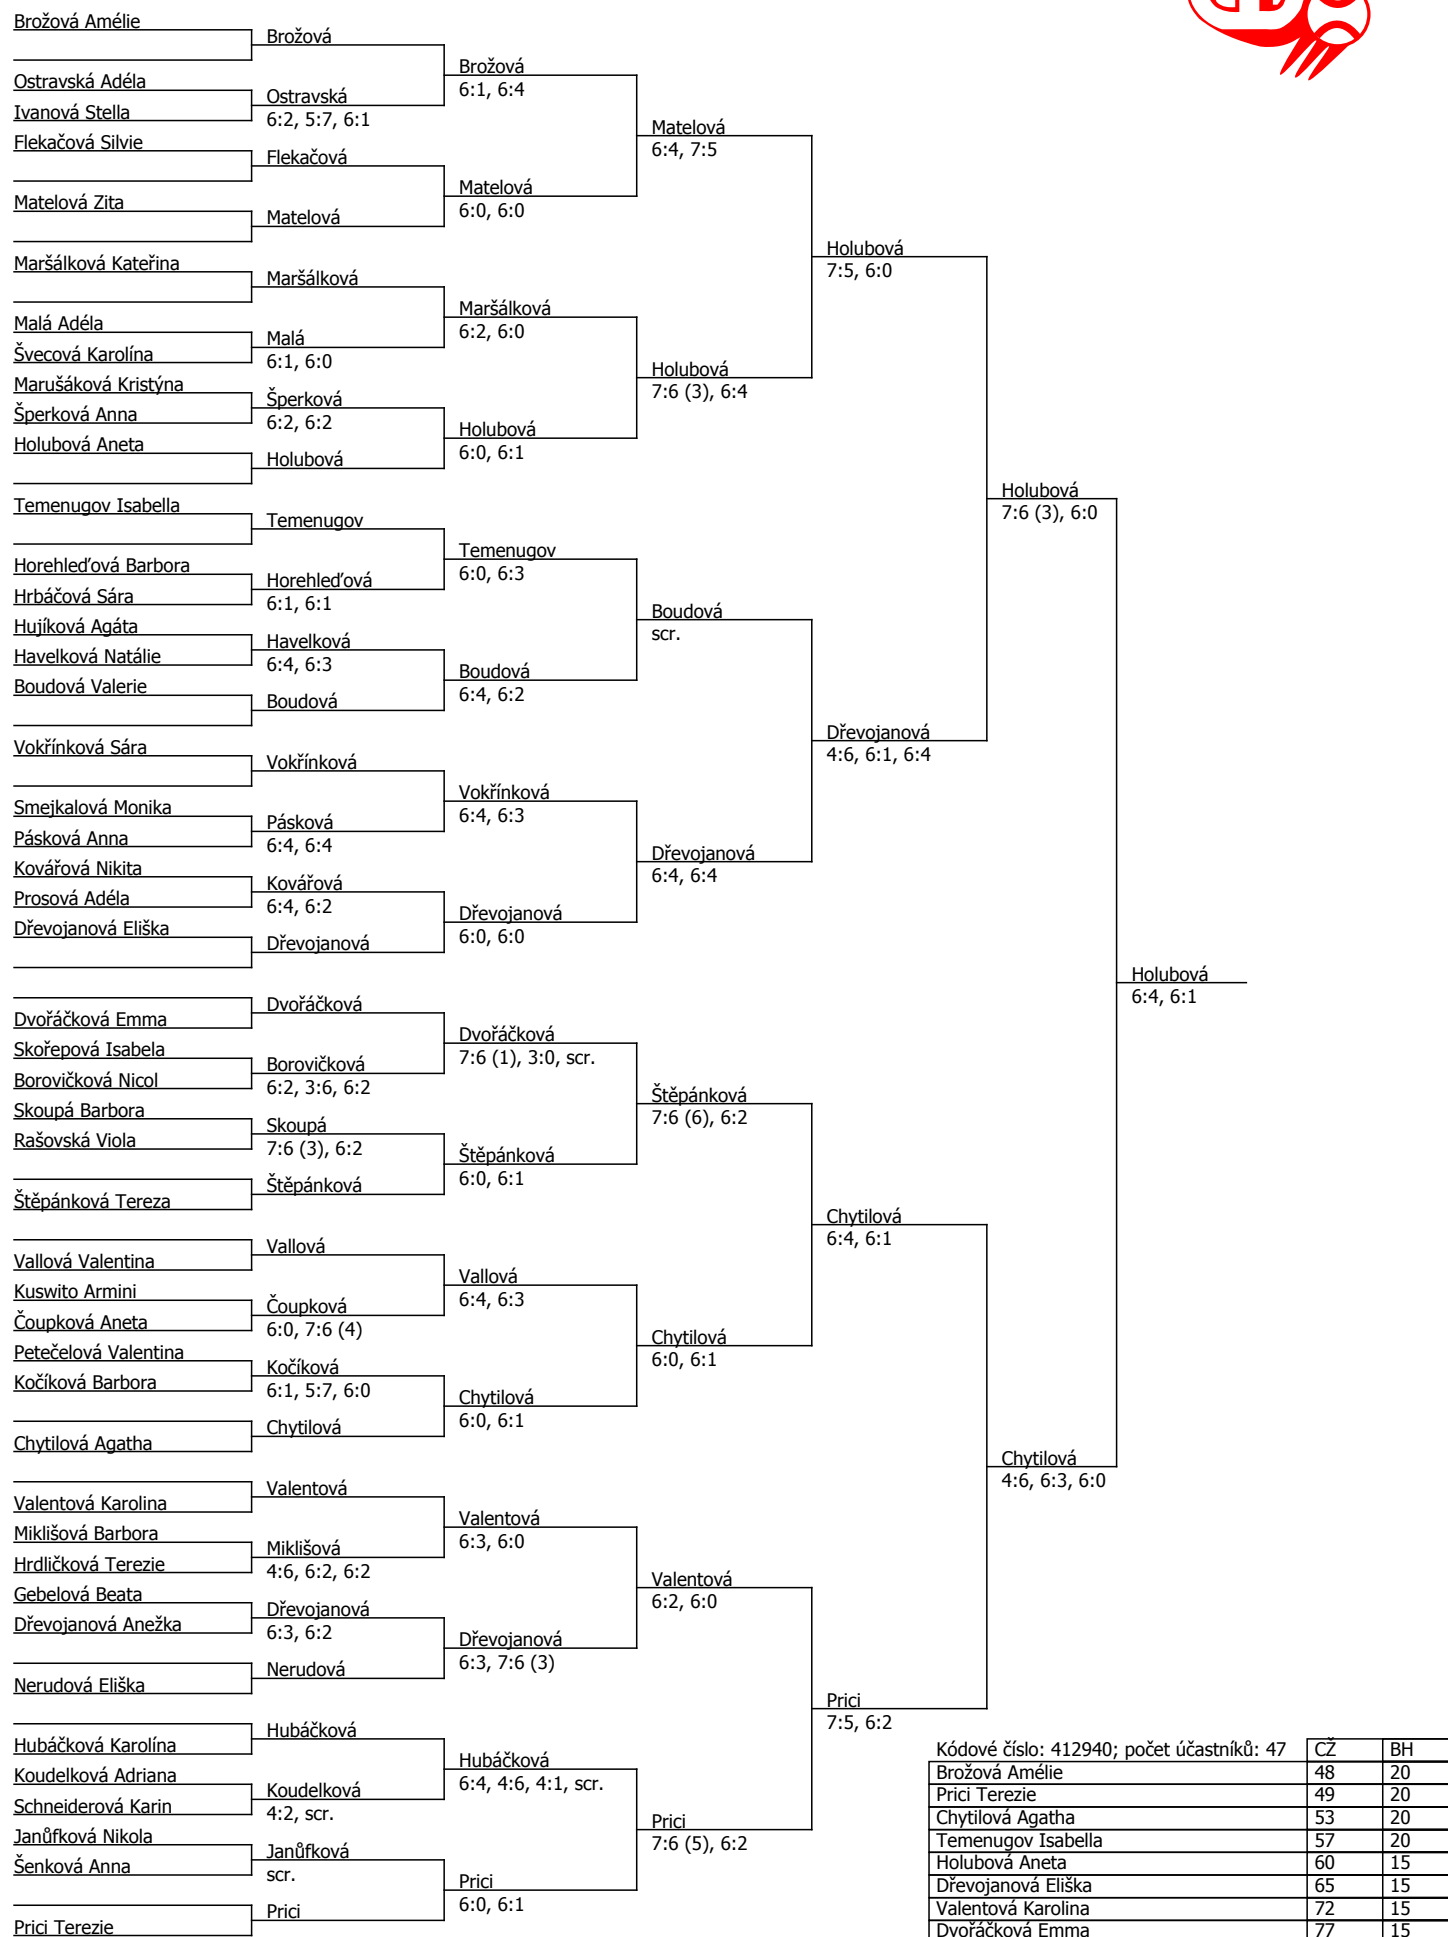 Brožová Amélie
Ostravská Adéla
Ivanová Stella
Flekačová Silvie
Matelová Zita
Maršálková Kateřina
Malá Adéla
Švecová Karolína
Marušáková Kristýna
Šperková Anna
Holubová Aneta
Temenugov Isabella
Horehleďová Barbora
Hrbáčová Sára
Hujíková Agáta
Havelková Natálie
Boudová Valerie
Vokřínková Sára
Smejkalová Monika
Pásková Anna
Kovářová Nikita
Prosová Adéla
Dřevojanová Eliška
Dvořáčková Emma
Skořepová Isabela
Borovičková Nicol
Skoupá Barbora
Rašovská Viola
Štěpánková Tereza
Vallová Valentina
Kuswito Armini
Čoupková Aneta
Petečelová Valentina
Kočíková Barbora
Chytilová Agatha
Valentová Karolina
Miklišová Barbora
Hrdličková Terezie
Gebelová Beata
Dřevojanová Anežka
Nerudová Eliška
Hubáčková Karolína
Koudelková Adriana
Schneiderová Karin
Janůfková Nikola
Šenková Anna
Prici Terezie
Brožová
Ostravská
6:2, 5:7, 6:1
Flekačová
Matelová
Maršálková
Malá
6:1, 6:0
Šperková
6:2, 6:2
Holubová
Temenugov
Horehleďová
6:1, 6:1
Havelková
6:4, 6:3
Boudová
Vokřínková
Pásková
6:4, 6:4
Kovářová
6:4, 6:2
Dřevojanová
Dvořáčková
Borovičková
6:2, 3:6, 6:2
Skoupá
7:6 (3), 6:2
Štěpánková
Vallová
Čoupková
6:0, 7:6 (4)
Kočíková
6:1, 5:7, 6:0
Chytilová
Valentová
Miklišová
4:6, 6:2, 6:2
Dřevojanová
6:3, 6:2
Nerudová
Hubáčková
Koudelková
4:2, scr.
Janůfková
scr.
Prici
Brožová
6:1, 6:4
Matelová
6:0, 6:0
Maršálková
6:2, 6:0
Holubová
6:0, 6:1
Temenugov
6:0, 6:3
Boudová
6:4, 6:2
Vokřínková
6:4, 6:3
Dřevojanová
6:0, 6:0
Dvořáčková
7:6 (1), 3:0, scr.
Štěpánková
6:0, 6:1
Vallová
6:4, 6:3
Chytilová
6:0, 6:1
Valentová
6:3, 6:0
Dřevojanová
6:3, 7:6 (3)
Hubáčková
6:4, 4:6, 4:1, scr.
Prici
6:0, 6:1
Matelová
6:4, 7:5
Holubová
7:6 (3), 6:4
Boudová
scr.
Dřevojanová
6:4, 6:4
Štěpánková
7:6 (6), 6:2
Chytilová
6:0, 6:1
Valentová
6:2, 6:0
Prici
7:6 (5), 6:2
Holubová
7:5, 6:0
Dřevojanová
4:6, 6:1, 6:4
Chytilová
6:4, 6:1
Prici
7:5, 6:2
Holubová
7:6 (3), 6:0
Chytilová
4:6, 6:3, 6:0
Holubová
6:4, 6:1
Kódové číslo: 412940; počet účastníků: 47 CŽ BH
Brožová Amélie 48 20
Prici Terezie 49 20
Chytilová Agatha 53 20
Temenugov Isabella 57 20
Holubová Aneta 60 15
Dřevojanová Eliška 65 15
Valentová Karolina 72 15
Dvořáčková Emma 77 15